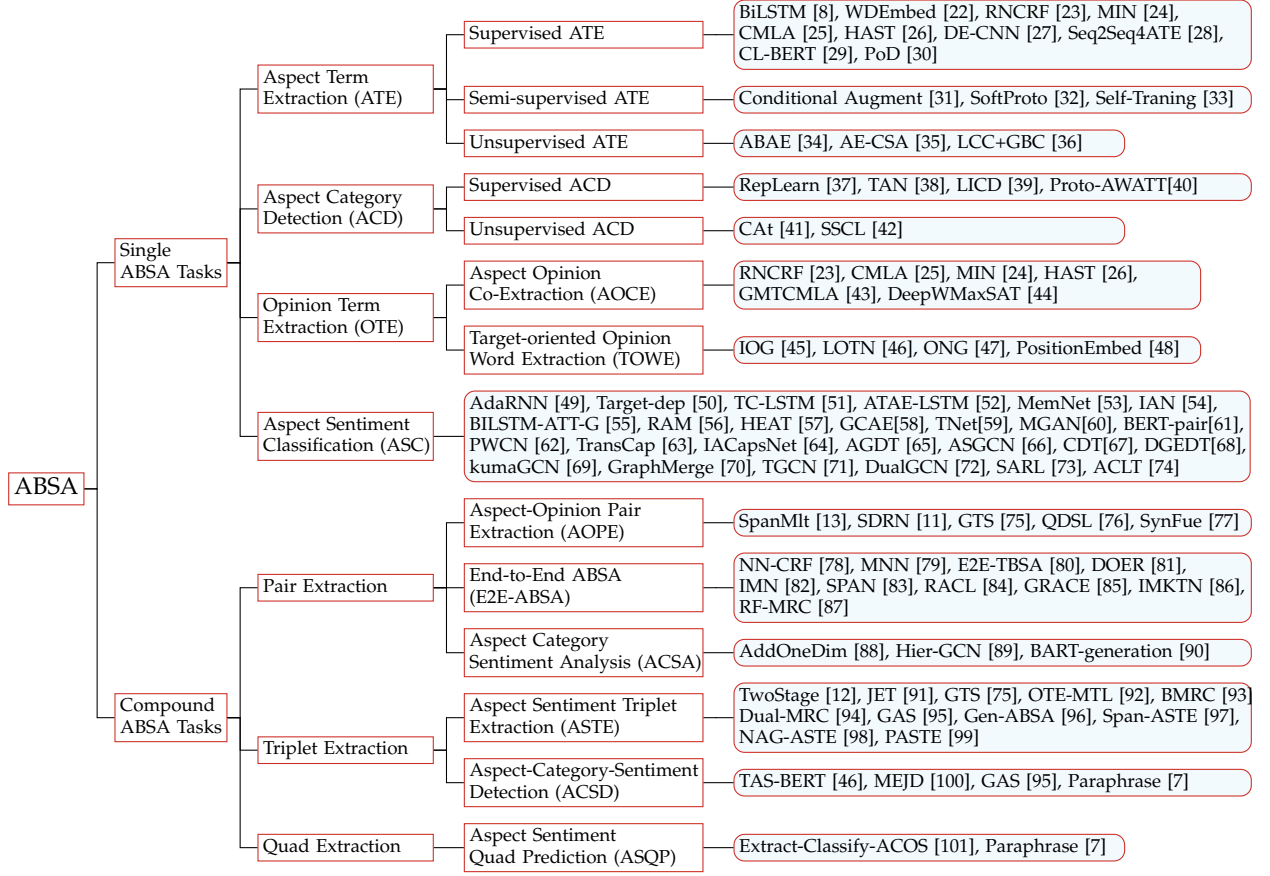 ABSA
Single
ABSA Tasks
Aspect Term
Extraction (ATE)
Supervised ATE
BiLSTM [8], WDEmbed [22], RNCRF [23], MIN [24],
CMLA [25], HAST [26], DE-CNN [27], Seq2Seq4ATE [28],
CL-BERT [29], PoD [30]
Semi-supervised ATE
Conditional Augment [31], SoftProto [32], Self-Traning [33]
Unsupervised ATE
ABAE [34], AE-CSA [35], LCC+GBC [36]
Aspect Category
Detection (ACD)
Supervised ACD
RepLearn [37], TAN [38], LICD [39], Proto-AWATT[40]
Unsupervised ACD
CAt [41], SSCL [42]
Opinion Term
Extraction (OTE)
Aspect Opinion
Co-Extraction (AOCE)
RNCRF [23], CMLA [25], MIN [24], HAST [26],
GMTCMLA [43], DeepWMaxSAT [44]
Target-oriented Opinion
Word Extraction (TOWE)
IOG [45], LOTN [46], ONG [47], PositionEmbed [48]
Aspect Sentiment
Classification (ASC)
AdaRNN [49], Target-dep [50], TC-LSTM [51], ATAE-LSTM [52], MemNet [53], IAN [54],
BILSTM-ATT-G [55], RAM [56], HEAT [57], GCAE[58], TNet[59], MGAN[60], BERT-pair[61],
PWCN [62], TransCap [63], IACapsNet [64], AGDT [65], ASGCN [66], CDT[67], DGEDT[68],
kumaGCN [69], GraphMerge [70], TGCN [71], DualGCN [72], SARL [73], ACLT [74]
Compound
ABSA Tasks
Pair Extraction
Aspect-Opinion Pair
Extraction (AOPE)
SpanMlt [13], SDRN [11], GTS [75], QDSL [76], SynFue [77]
End-to-End ABSA
(E2E-ABSA)
NN-CRF [78], MNN [79], E2E-TBSA [80], DOER [81],
IMN [82], SPAN [83], RACL [84], GRACE [85], IMKTN [86],
RF-MRC [87]
Aspect Category
Sentiment Analysis (ACSA)
AddOneDim [88], Hier-GCN [89], BART-generation [90]
Triplet Extraction
Aspect Sentiment Triplet
Extraction (ASTE)
TwoStage [12], JET [91], GTS [75], OTE-MTL [92], BMRC [93]
Dual-MRC [94], GAS [95], Gen-ABSA [96], Span-ASTE [97],
NAG-ASTE [98], PASTE [99]
Aspect-Category-Sentiment
Detection (ACSD)
TAS-BERT [46], MEJD [100], GAS [95], Paraphrase [7]
Quad Extraction
Aspect Sentiment
Quad Prediction (ASQP)
Extract-Classify-ACOS [101], Paraphrase [7]